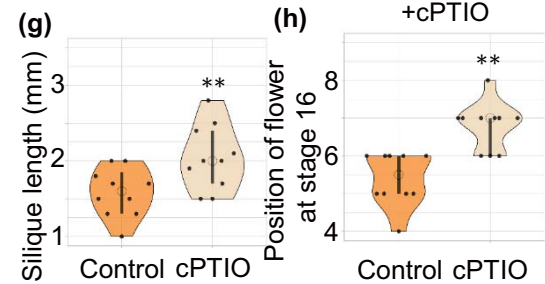 (g)
Silique length (mm)
3
2
1
**
Control cPTIO
(h)
+cPTIO
Position of flower
at stage 16
8
6
4
**
Control cPTIO